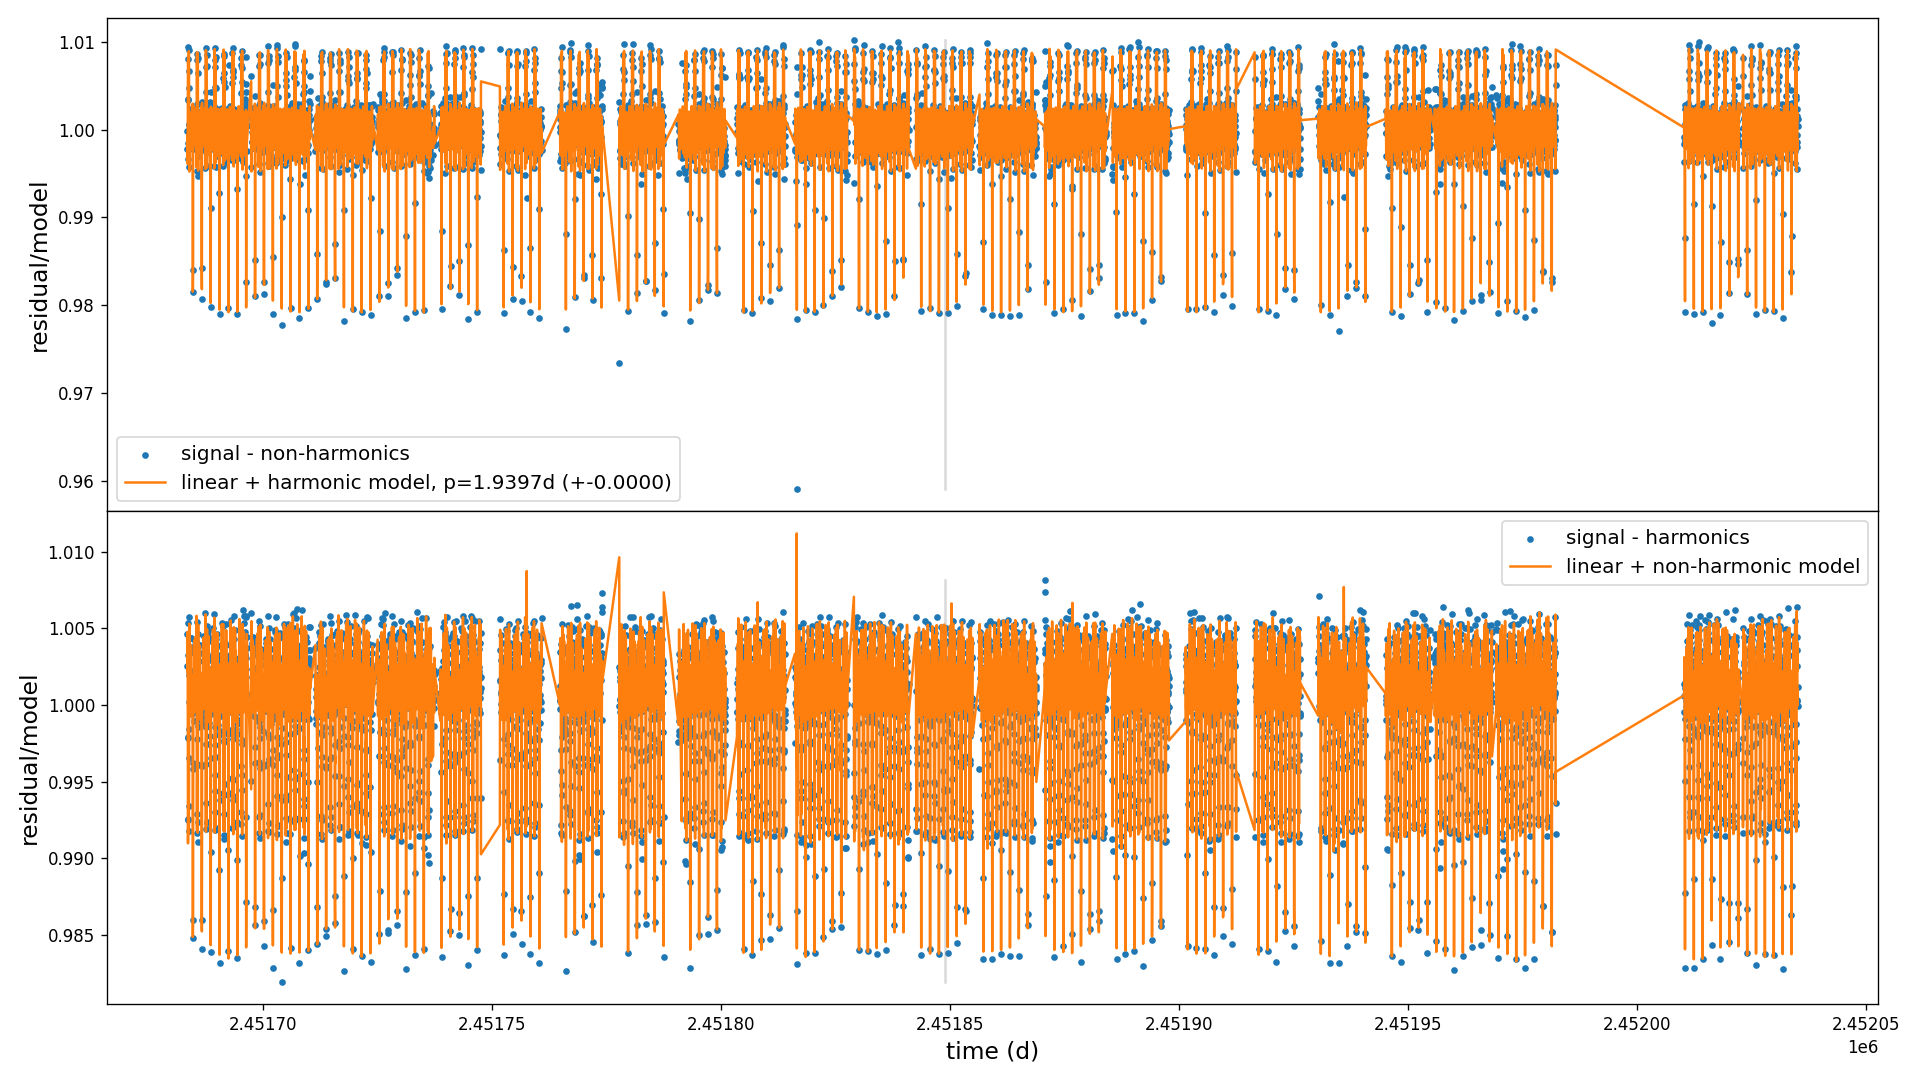 1.01
1.00
0.99
0.98
0.97
0.96
residual/model
signal - non-harmonics
linear + harmonic model, p=1.9397d (+-0.0000)
1.010
1.005
1.000
0.995
0.990
0.985
residual/model
signal - harmonics
linear + non-harmonic model
2.45170
2.45175
2.45180
2.45185
2.45190
2.45195
2.45200
2.45205
1e6
time (d)